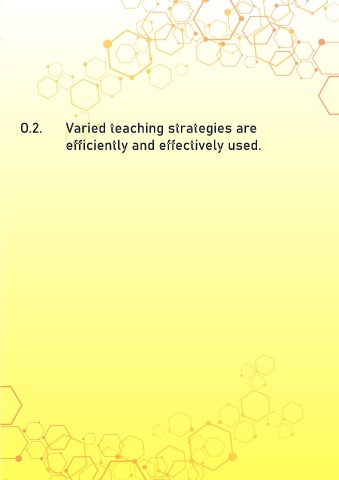 O.2. Varied teaching strategies are
efficiently and effectively used.